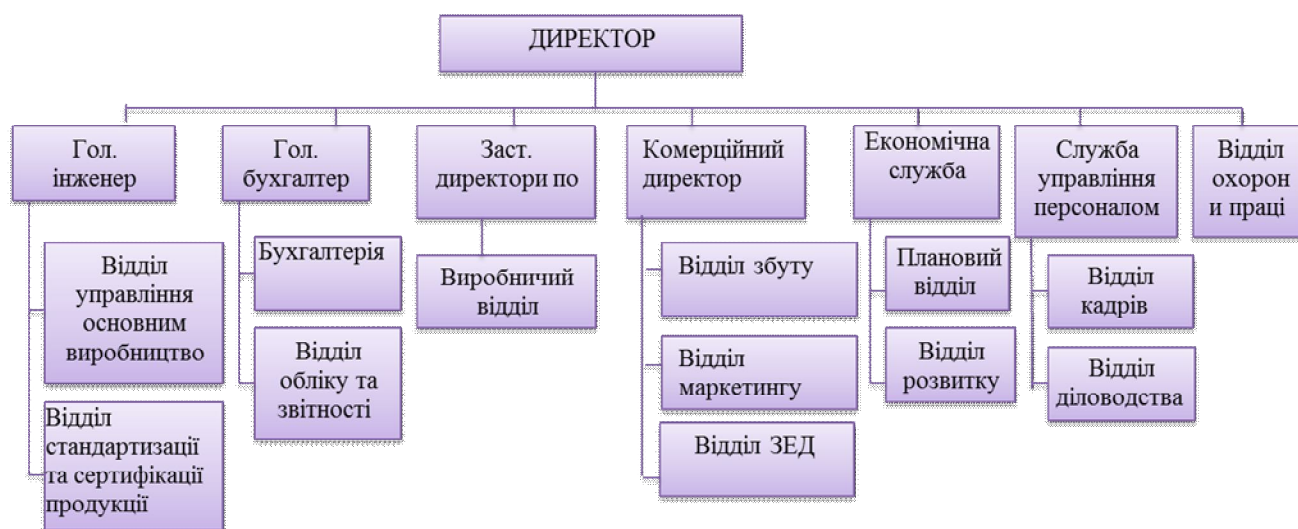 ДИРЕКТОР
Гол.
інженер
Гол.
бухгалтер
Заст.
директори по
Комерційний
директор
Економічна
служба
Служба
управління
персоналом
Відділ
охорон
и праці
Відділ
управління
основним
виробництво
Бухгалтерія
Виробничий
відділ
Відділ збуту
Плановий
відділ
Відділ
кадрів
Відділ
обліку та
звітності
Відділ
маркетингу
Відділ
розвитку
Відділ
діловодства
Відділ
стандартизації
та сертифікації
продукції
Відділ ЗЕД